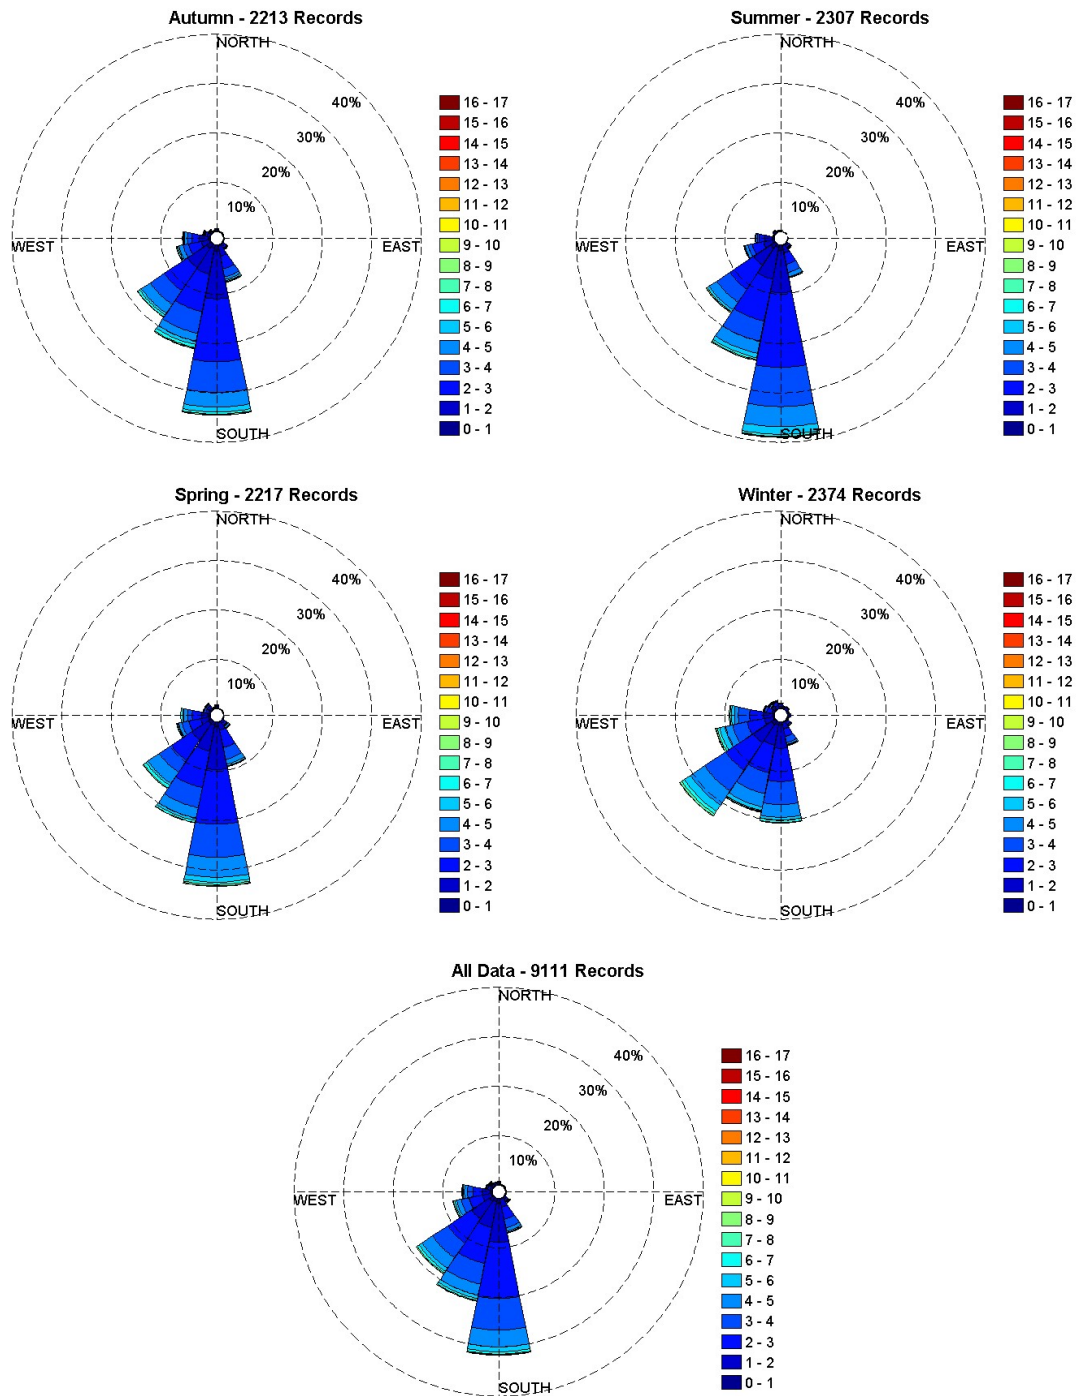 Autumn - 2213 Records
NORTH
40%
30%
20%
10%
WEST
EAST
SOUTH
16 - 17
15 - 16
14 - 15
13 - 14
12 - 13
11 - 12
10 - 11
9 - 10
8 - 9
7 - 8
6 - 7
5 - 6
4 - 5
3 - 4
2 - 3
1 - 2
0 - 1
Summer - 2307 Records
NORTH
40%
30%
20%
10%
WEST
EAST
SOUTH
16 - 17
15 - 16
14 - 15
13 - 14
12 - 13
11 - 12
10 - 11
9 - 10
8 - 9
7 - 8
6 - 7
5 - 6
4 - 5
3 - 4
2 - 3
1 - 2
0 - 1
Spring - 2217 Records
NORTH
40%
30%
20%
10%
WEST
EAST
SOUTH
16 - 17
15 - 16
14 - 15
13 - 14
12 - 13
11 - 12
10 - 11
9 - 10
8 - 9
7 - 8
6 - 7
5 - 6
4 - 5
3 - 4
2 - 3
1 - 2
0 - 1
Winter - 2374 Records
NORTH
40%
30%
20%
10%
WEST
EAST
SOUTH
16 - 17
15 - 16
14 - 15
13 - 14
12 - 13
11 - 12
10 - 11
9 - 10
8 - 9
7 - 8
6 - 7
5 - 6
4 - 5
3 - 4
2 - 3
1 - 2
0 - 1
All Data - 9111 Records
NORTH
40%
30%
20%
10%
WEST
EAST
SOUTH
16 - 17
15 - 16
14 - 15
13 - 14
12 - 13
11 - 12
10 - 11
9 - 10
8 - 9
7 - 8
6 - 7
5 - 6
4 - 5
3 - 4
2 - 3
1 - 2
0 - 1